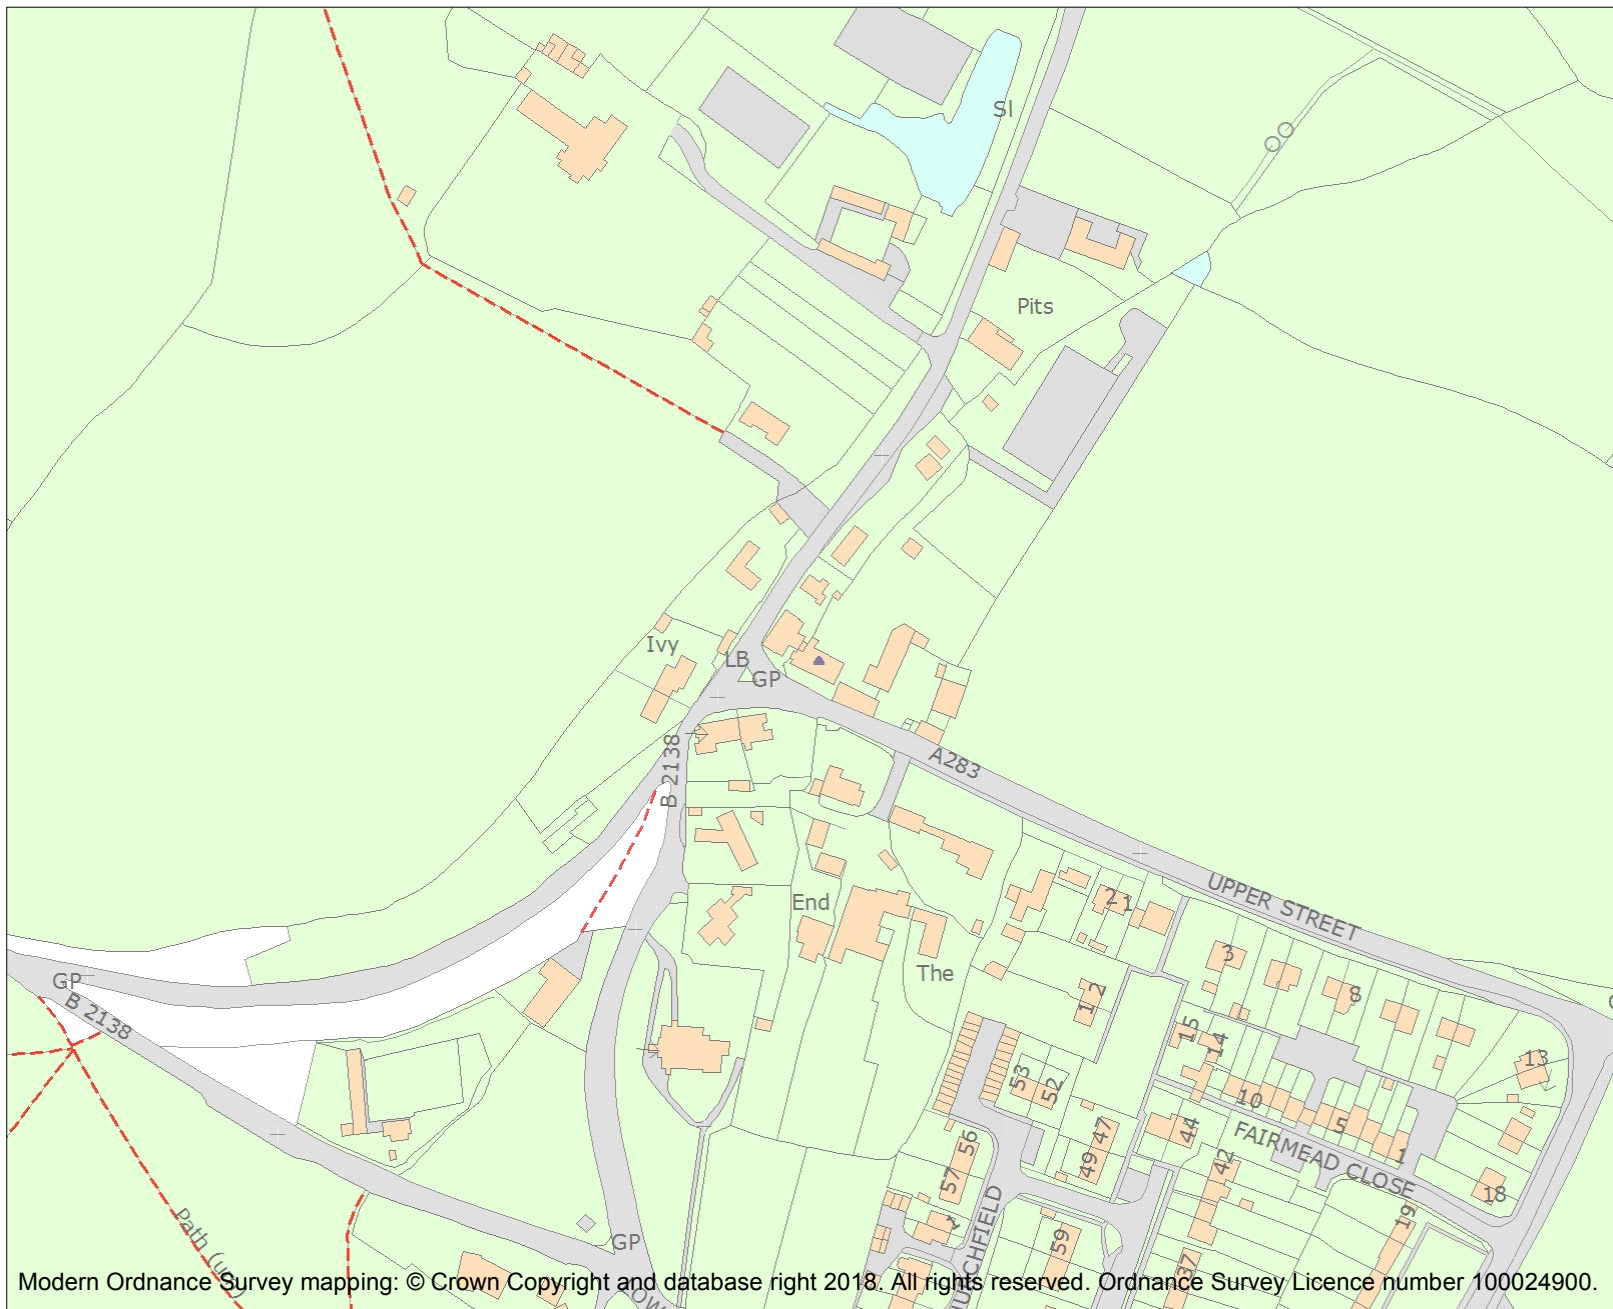 Sl
Pits
Ivy
LB
GP
B 2138
A283
UPPER STREET
End
The
2
1
3
8
12
15
14
13
53
52
10
5
1
FAIRMEAD CLOSE
18
19
47
49
44
42
56
57
59
37
GP
B 2138
GP
Path (um)
Modern Ordnance Survey mapping: © Crown Copyright and database right 2018. All rights reserved. Ordnance Survey Licence number 100024900.